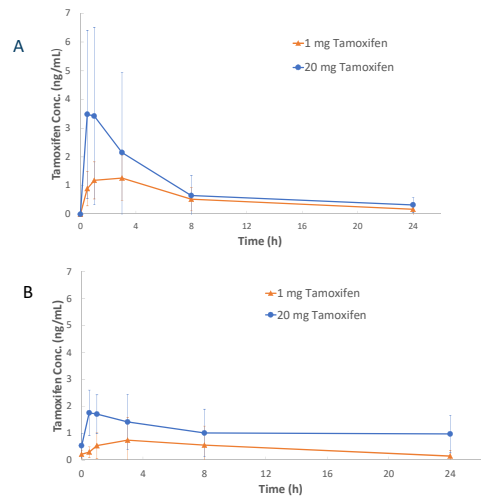 A
Tamoxifen Conc. (ng/mL)
7
6
5
4
3
2
1
0
1 mg Tamoxifen
20 mg Tamoxifen
0 4 8 12 16 20 24
Time (h)
B
Tamoxifen Conc. (ng/mL)
7
6
5
4
3
2
1
0
1 mg Tamoxifen
20 mg Tamoxifen
0 4 8 12 16 20 24 26
Time (h)